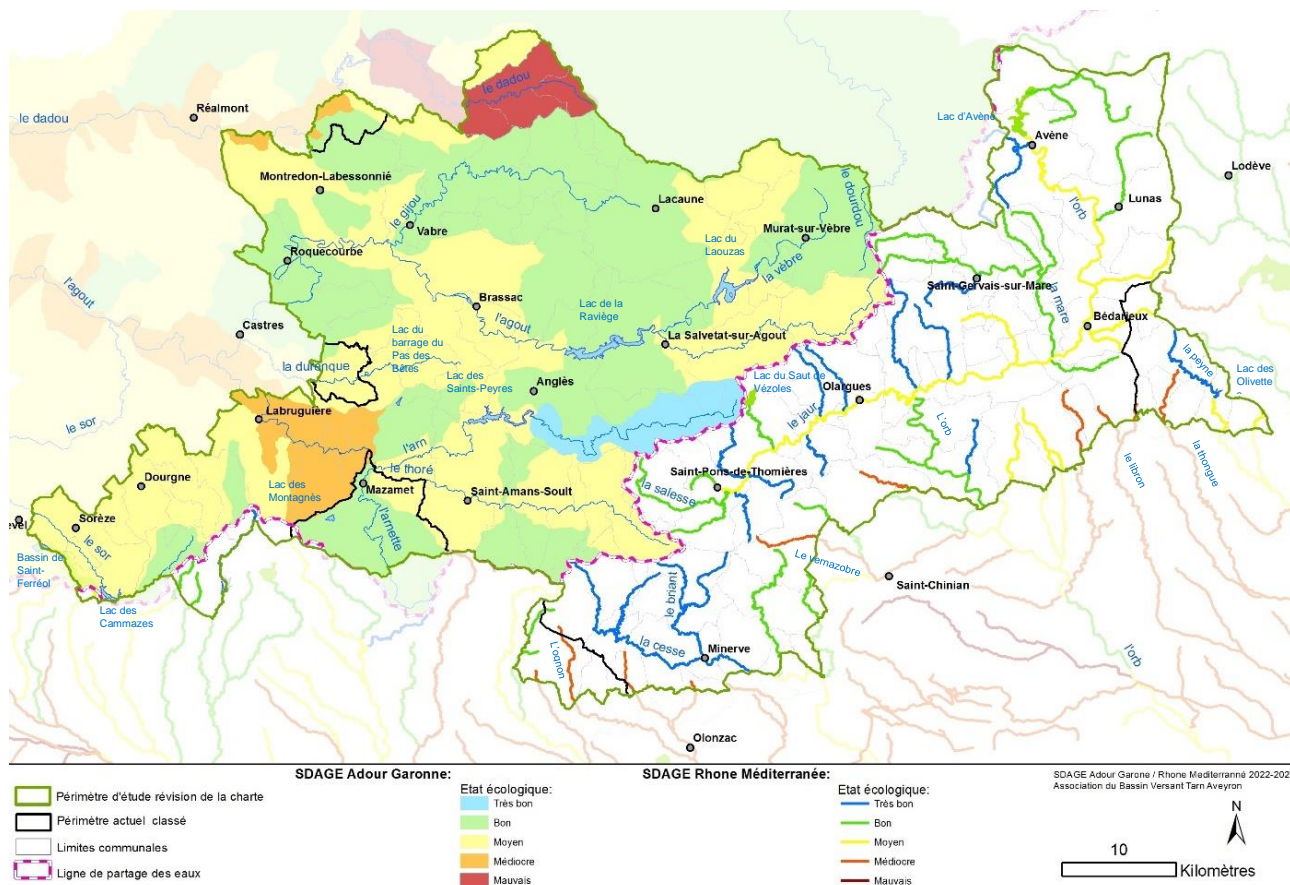 le dadou
Réalmont
le dadou
Lac d'Avène
Avène
Lodève
Montredon-Labessonnié
le gijou
Vabre
Lacaune
le dourdou
l'orb
Lunas
Roquecourbe
Lac du
Laouzas
Murat-sur-Vèbre
la vèbre
Saint-Gervais-sur-Mare
la mare
l'agout
Castres
Brassac
l'agout
Lac de la
Raviège
La Salvetat-sur-Agout
Bédarieux
la peyne
Lac des
Olivette
Lac du
barrage du
Pas des
Bêtes
la durenque
Lac des
Saints-Peyres
Anglès
Lac du Saut de
Vézoles
Olargues
le jaur
L'orb
Labruguière
le sor
l'arn
le thoré
Dourgne
Lac des
Montagnès
Mazamet
Saint-Amans-Soult
Saint-Pons-de-Thomières
la salesse
le libron
la thongue
evel
Sorèze
le sor
l'arnette
Bassin de
Saint-
Ferréol
Lac des
Cammazes
Le vernazobre
Saint-Chinian
le briant
la cesse
Minerve
L'ognon
l'orb
Olonzac
SDAGE Adour Garonne:
SDAGE Rhone Méditerranée:
SDAGE Adour Garone / Rhone Mediterranné 2022-202
Association du Bassin Versant Tarn Aveyron
Périmètre d'étude révision de la charte
Périmètre actuel classé
Limites communales
Ligne de partage des eaux
Etat écologique:
Très bon
Bon
Moyen
Médiocre
Mauvais
Etat écologique:
Très bon
Bon
Moyen
Médiocre
Mauvais
N
10
Kilomètres